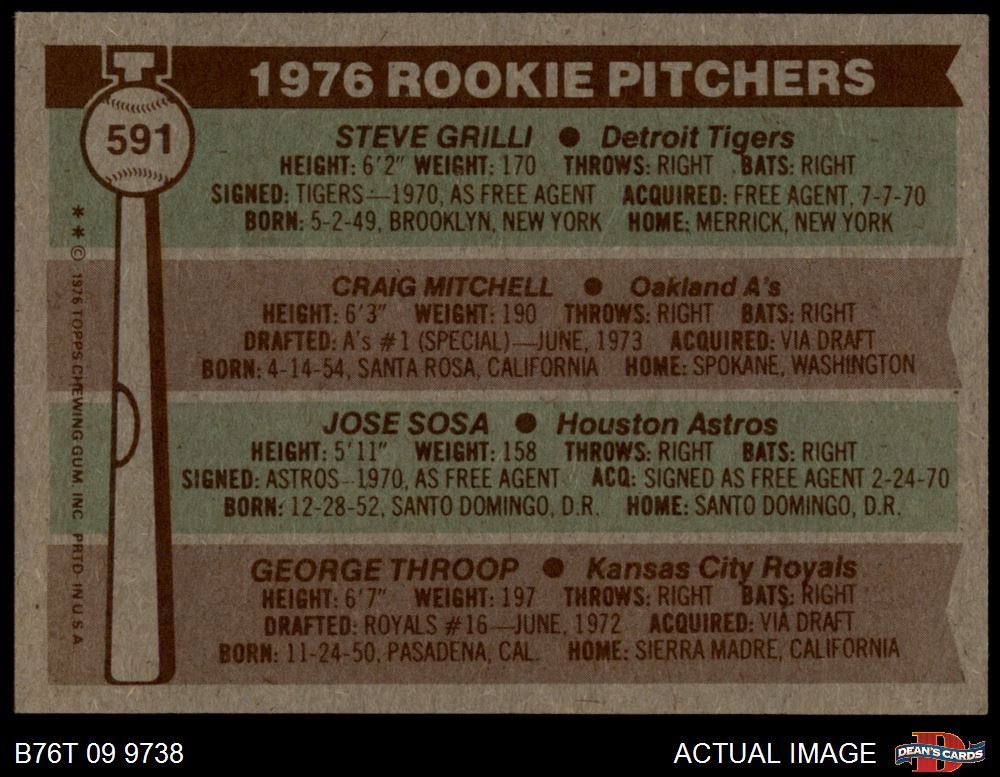 1976 ROOKIE PITCHERS
591
STEVE GRILLI ● Detroit Tigers
HEIGHT: 6'2" WEIGHT: 170 THROWS: RIGHT BATS: RIGHT
SIGNED: TIGERS—1970, AS FREE AGENT ACQUIRED: FREE AGENT, 7-7-70
BORN: 5-2-49, BROOKLYN, NEW YORK HOME: MERRICK, NEW YORK
CRAIG MITCHELL ● Oakland A's
HEIGHT: 6'3" WEIGHT: 190 THROWS: RIGHT BATS: RIGHT
DRAFTED: A's #1 (SPECIAL)—JUNE, 1973 ACQUIRED: VIA DRAFT
BORN: 4-14-54, SANTA ROSA, CALIFORNIA HOME: SPOKANE, WASHINGTON
JOSE SOSA ● Houston Astros
HEIGHT: 5'11" WEIGHT: 158 THROWS: RIGHT BATS: RIGHT
SIGNED: ASTROS—1970, AS FREE AGENT ACQ: SIGNED AS FREE AGENT 2-24-70
BORN: 12-28-52, SANTO DOMINGO, D.R. HOME: SANTO DOMINGO, D.R.
GEORGE THROOP ● Kansas City Royals
HEIGHT: 6'7" WEIGHT: 197 THROWS: RIGHT BATS: RIGHT
DRAFTED: ROYALS #16—JUNE, 1972 ACQUIRED: VIA DRAFT
BORN: 11-24-50, PASADENA, CAL. HOME: SIERRA MADRE, CALIFORNIA
** © 1976 TOPPS CHEWING GUM, INC. PRTD. IN U.S.A.
B76T 09 9738
ACTUAL IMAGE
D
DEAN'S CARDS